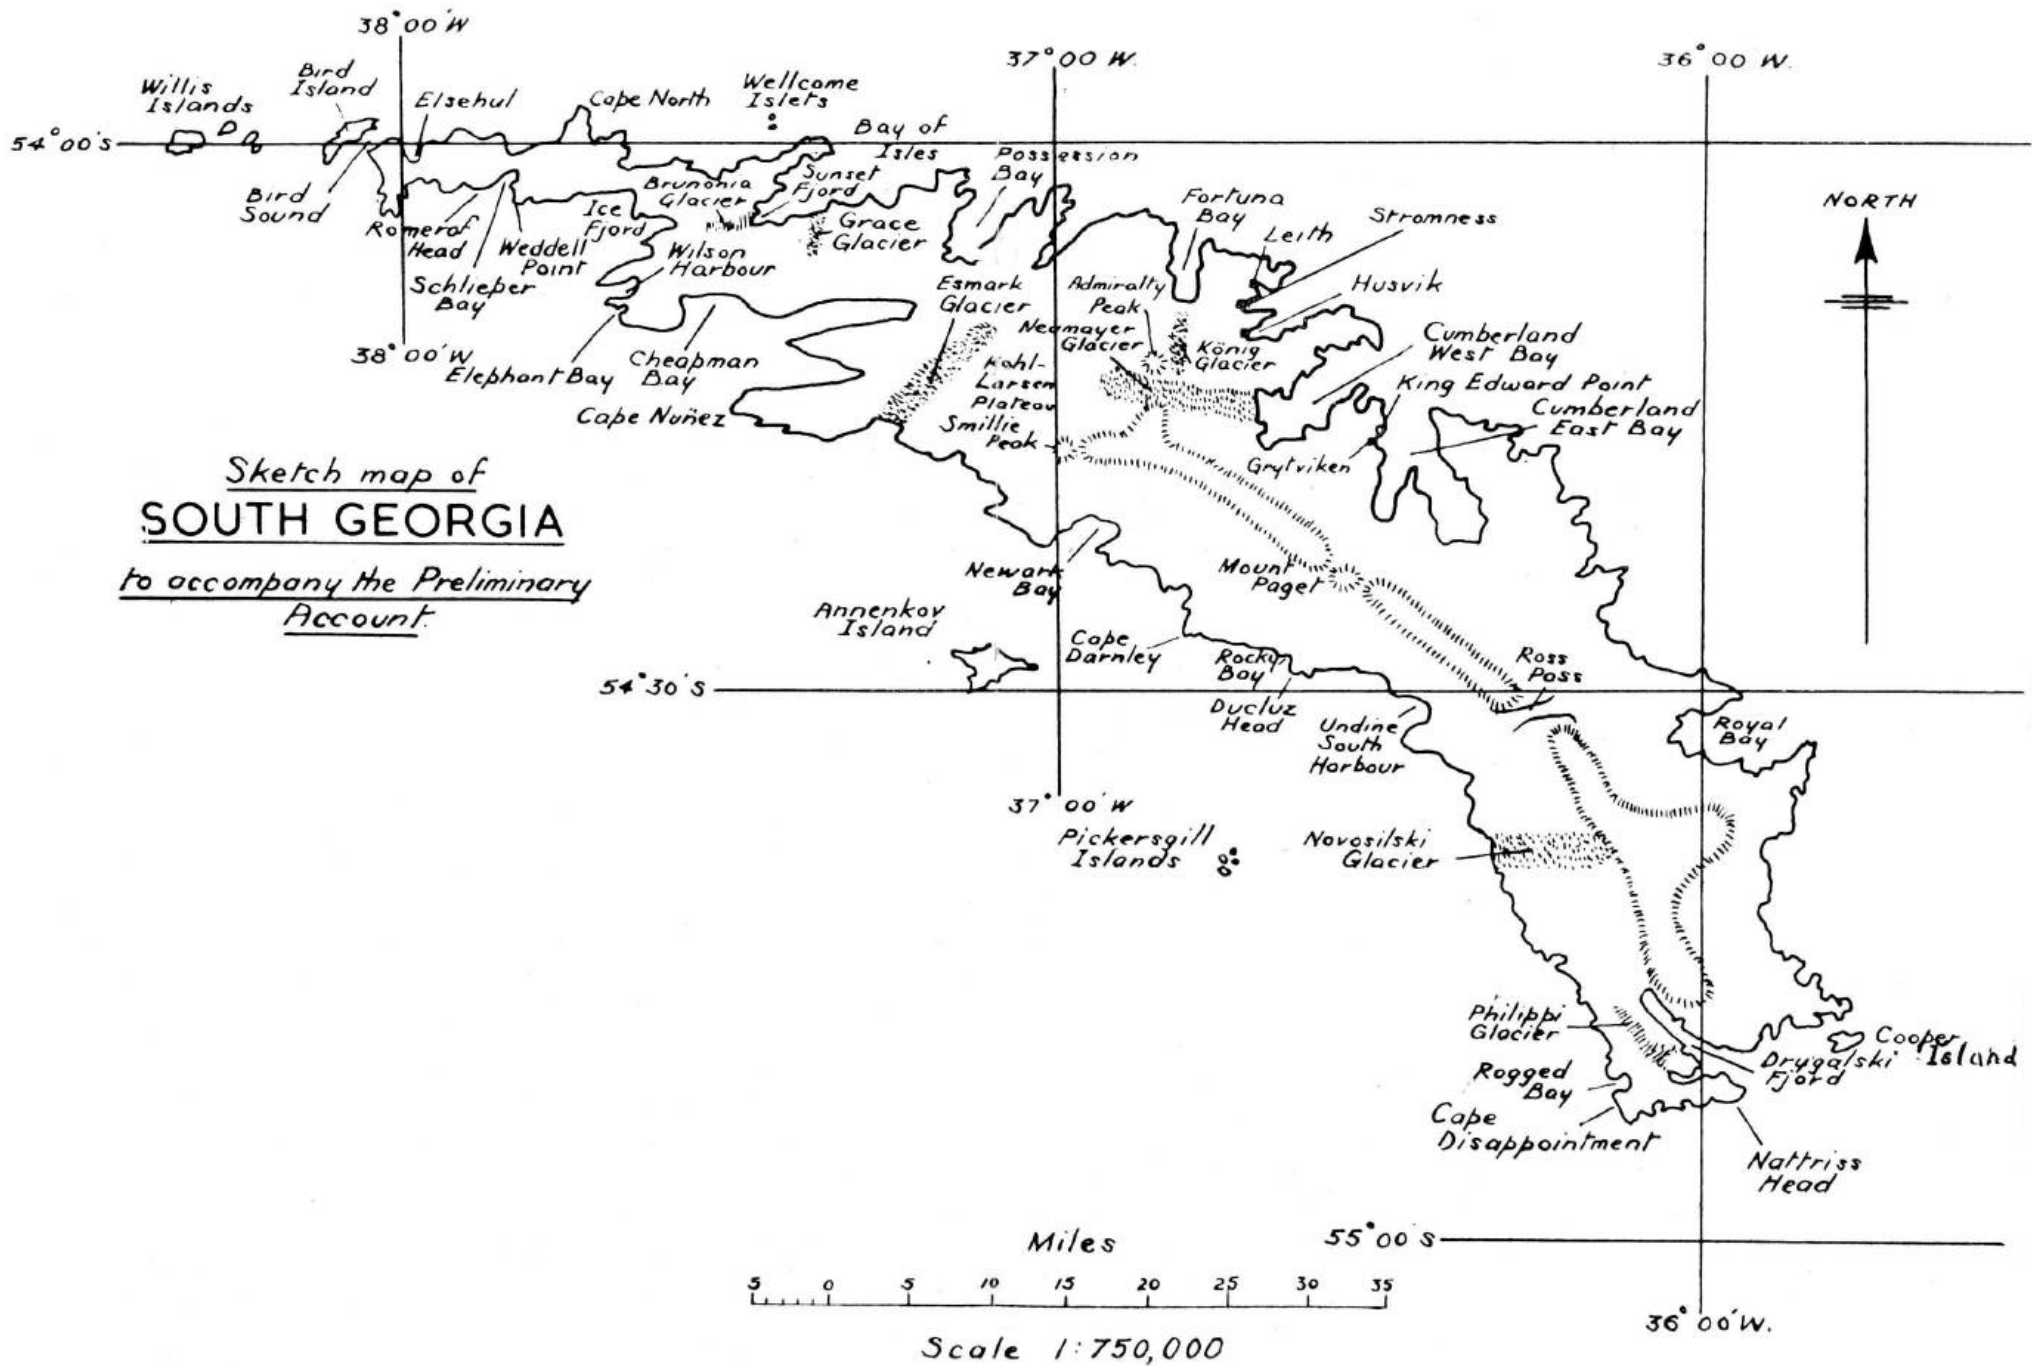 38°00'W
37°00'W.
36°00'W.
Willis
Islands
Bird
Island
Elsehul
Cape North
Wellcome
Islets
54°00'S
Bay of
Isles
Possession
Bay
Bird
Sound
Brunonia
Glacier
Sunset
Fjord
Fortuna
Bay
Stromness
NORTH
Romerof
Head
Weddell
Point
Ice
Fjord
Grace
Glacier
Leith
Schlieper
Bay
Wilson
Harbour
Esmark
Glacier
Admiralty
Peak
Husvik
Neumayer
Glacier
König
Glacier
Cumberland
West Bay
38°00'W
Elephant Bay
Cheapman
Bay
Kohl-
Larsen
Plateau
King Edward Point
Cumberland
East Bay
Cape Nuñez
Smillie
Peak
Grytviken
Sketch map of
SOUTH GEORGIA
to accompany the Preliminary
Account.
Newark
Bay
Mount
Paget
Annenkov
Island
Cape
Darnley
Rocky
Bay
Ross
Pass
54°30'S
Ducluz
Head
Undine
South
Harbour
Royal
Bay
37°00'W
Pickersgill
Islands
Novosilski
Glacier
Philippi
Glacier
Cooper
Island
Drygalski
Fjord
Rogged
Bay
Cape
Disappointment
Nattriss
Head
Miles
55°00'S
5 0 5 10 15 20 25 30 35
36°00'W.
Scale 1:750,000